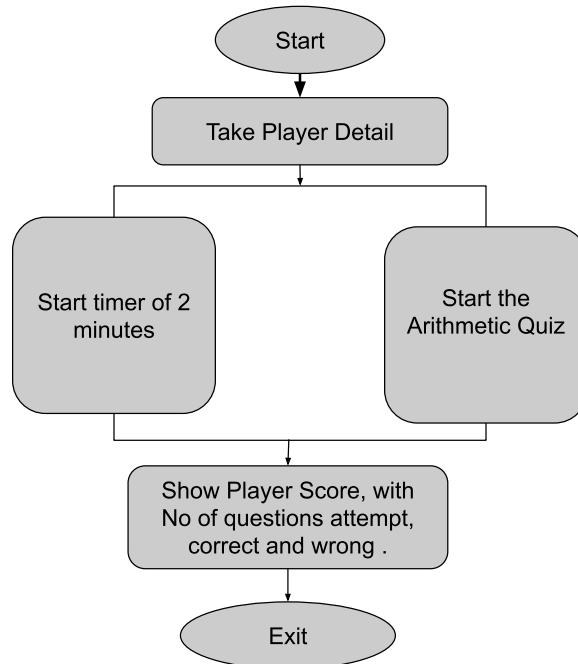 Start
Take Player Detail
Start timer of 2
minutes
Start the
Arithmetic Quiz
Show Player Score, with
No of questions attempt,
correct and wrong .
Exit